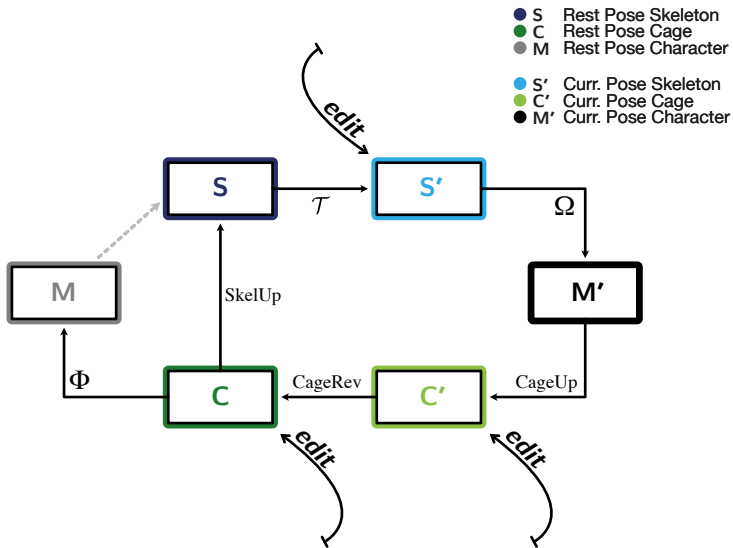 S Rest Pose Skeleton
C Rest Pose Cage
M Rest Pose Character
S′ Curr. Pose Skeleton
C′ Curr. Pose Cage
M′ Curr. Pose Character
edit
S
𝒯
S′
Ω
M
SkelUp
M′
Φ
C
CageRev
C′
CageUp
edit
edit